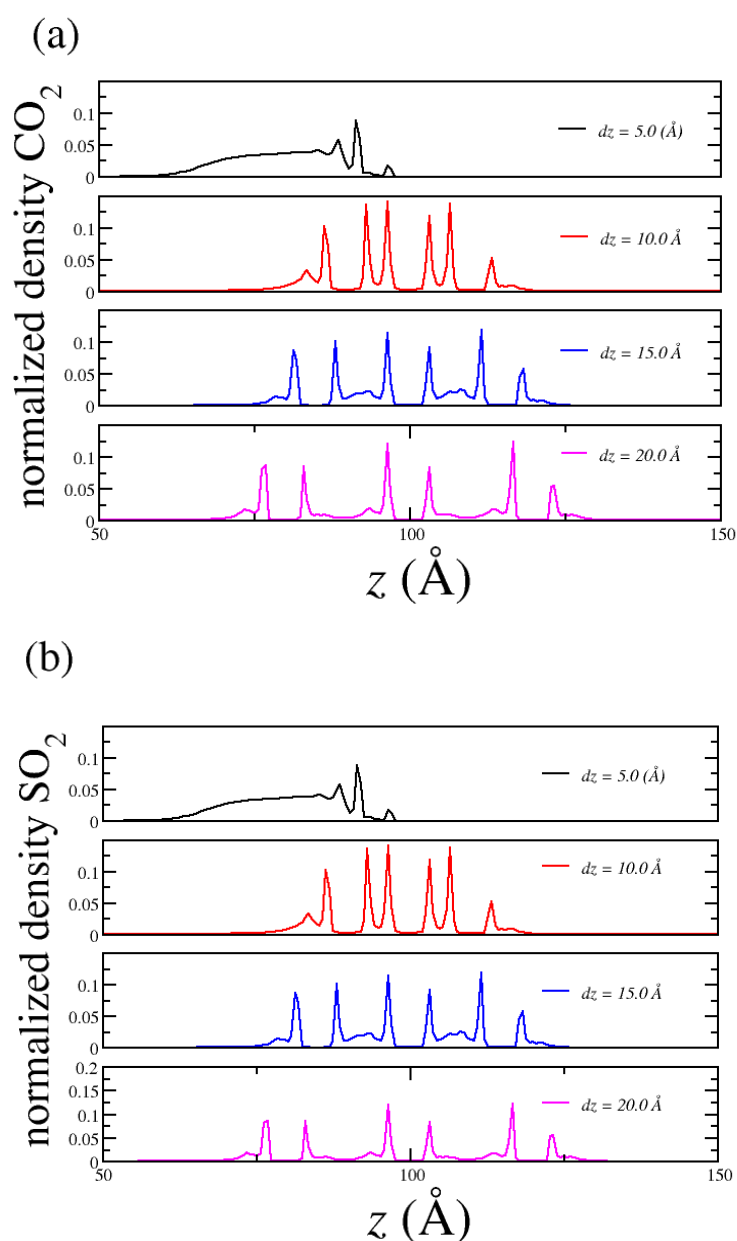 (a)
normalized density CO2
0.1
0.05
0
dz = 5.0 (Å)
0.1
0.05
0
dz = 10.0 Å
0.1
0.05
0
dz = 15.0 Å
0.1
0.05
0
dz = 20.0 Å
50
100
150
z (Å)
(b)
normalized density SO2
0.1
0.05
0
dz = 5.0 (Å)
0.1
0.05
0
dz = 10.0 Å
0.1
0.05
0
dz = 15.0 Å
0.2
0.15
0.1
0.05
0
dz = 20.0 Å
50
100
150
z (Å)